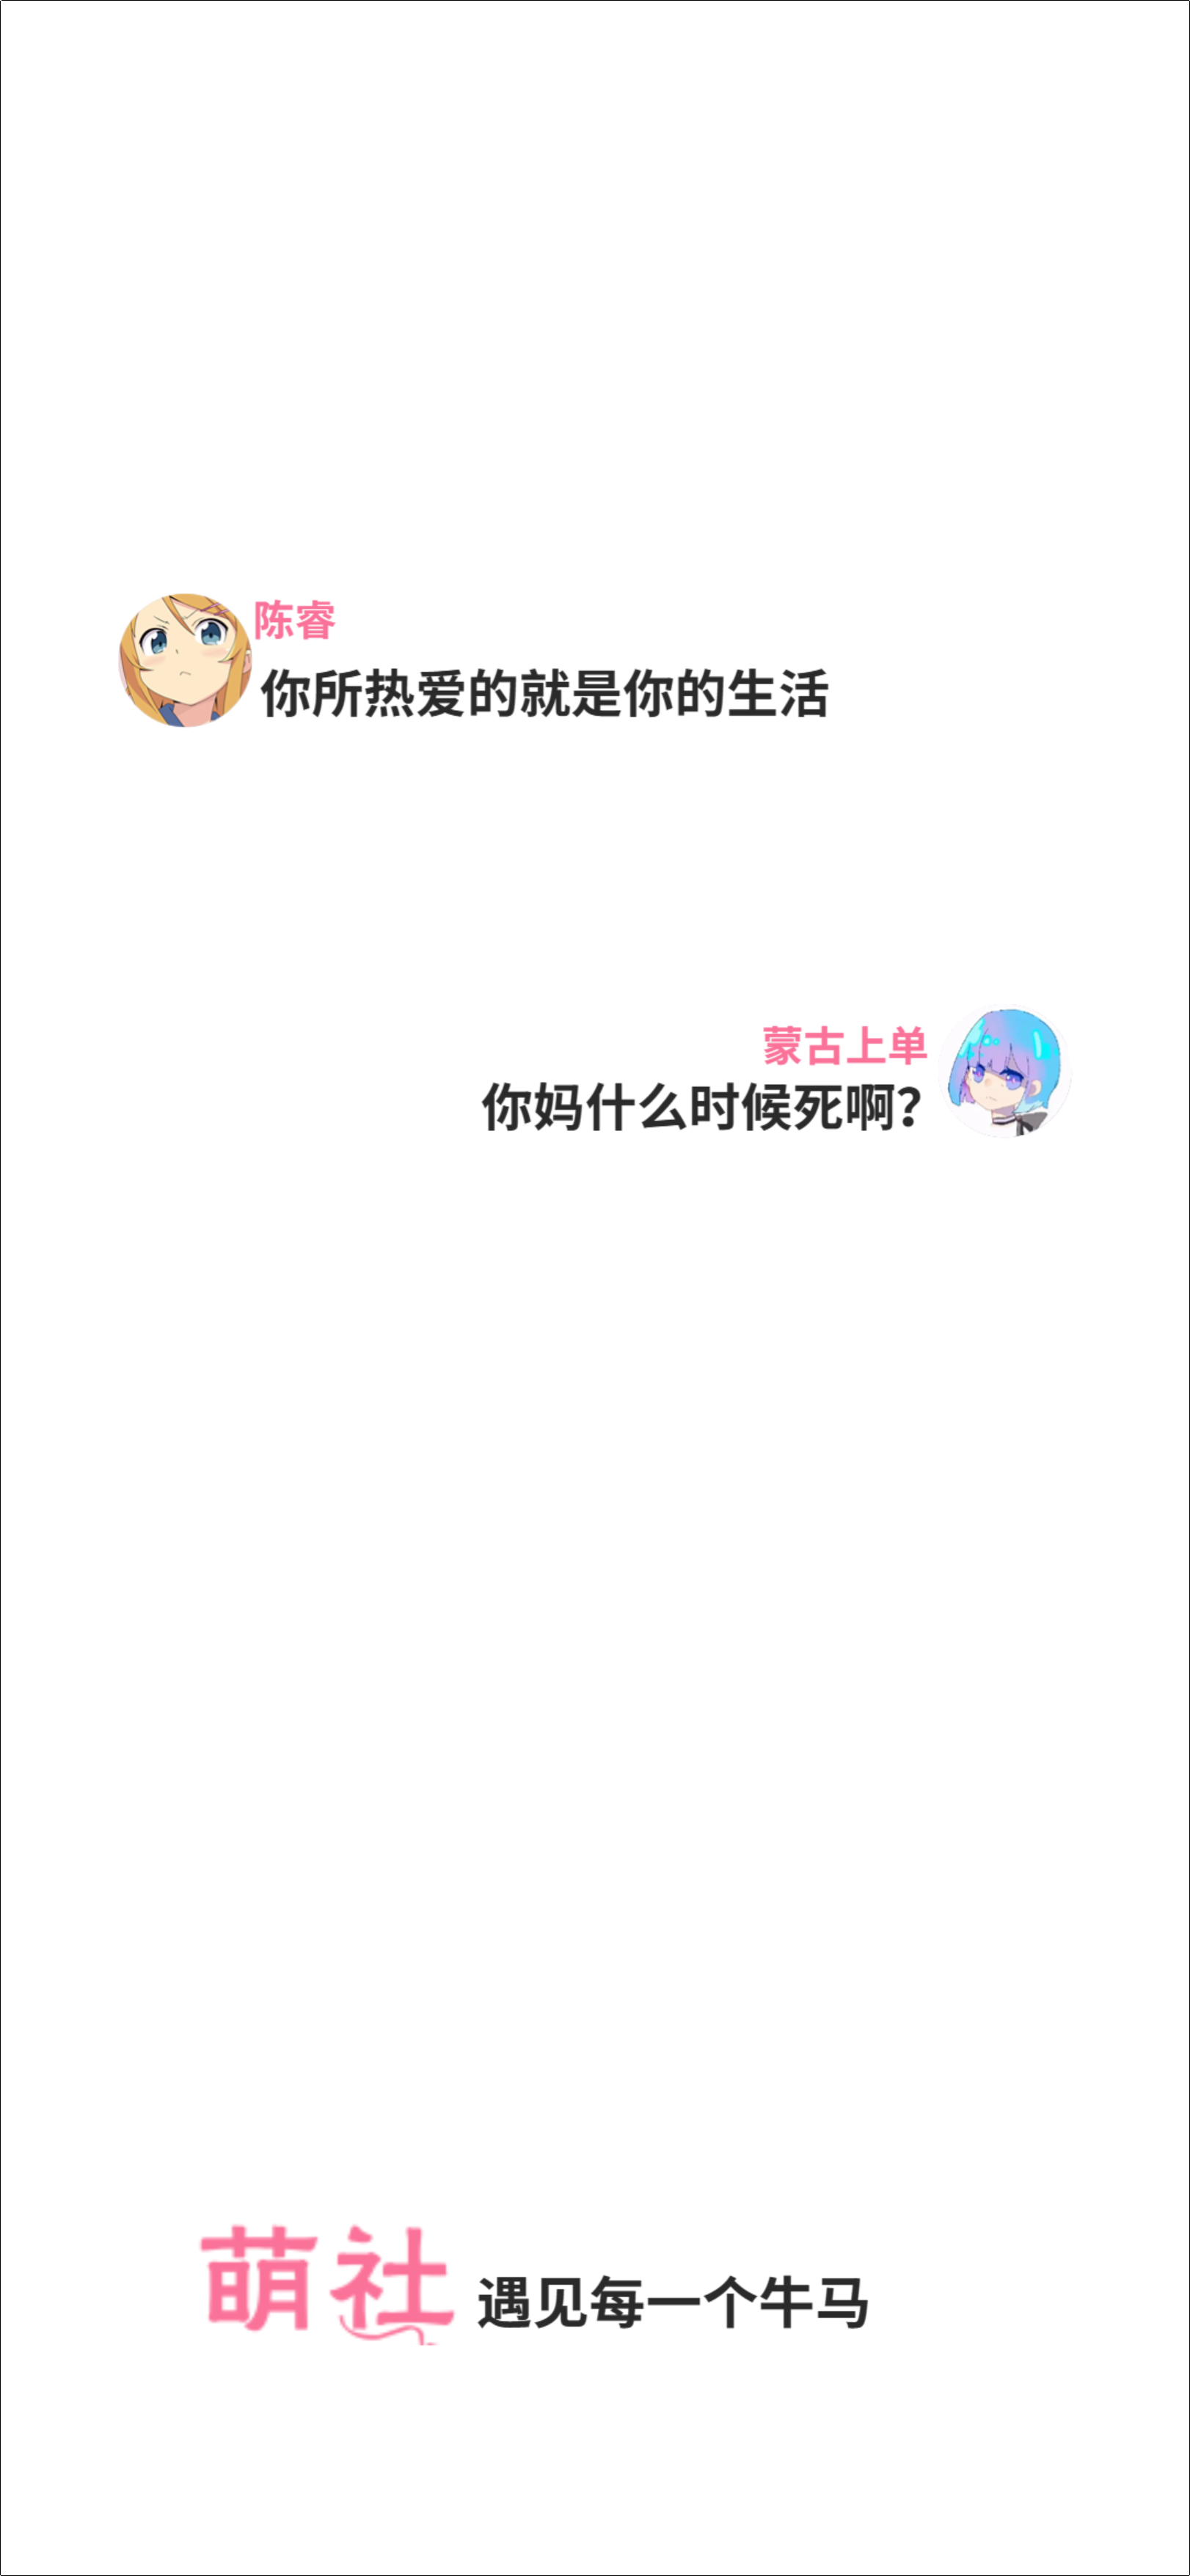 陈睿
你所热爱的就是你的生活
蒙古上单
你妈什么时候死啊？
萌社 遇见每一个牛马